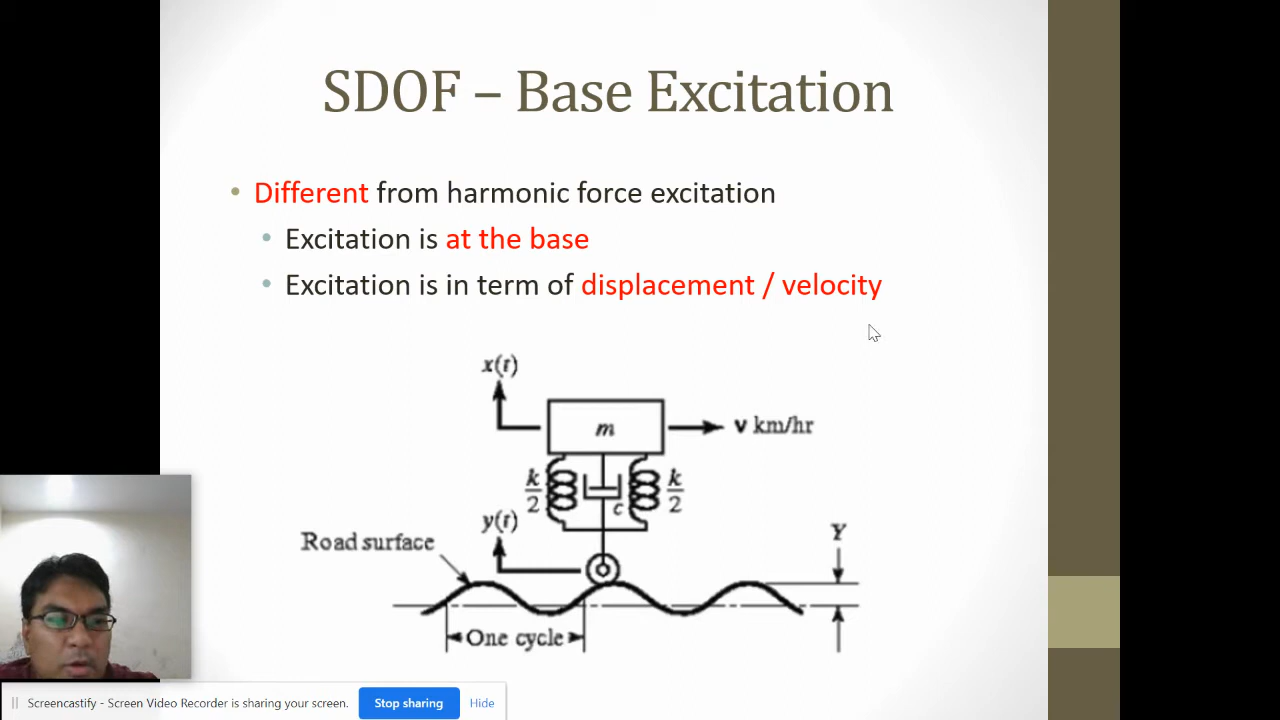 SDOF – Base Excitation
• Different from harmonic force excitation
• Excitation is at the base
• Excitation is in term of displacement / velocity
x(t)
m
v km/hr
k/2
c
k/2
y(t)
Road surface
Y
One cycle
Screencastify - Screen Video Recorder is sharing your screen.
Stop sharing
Hide